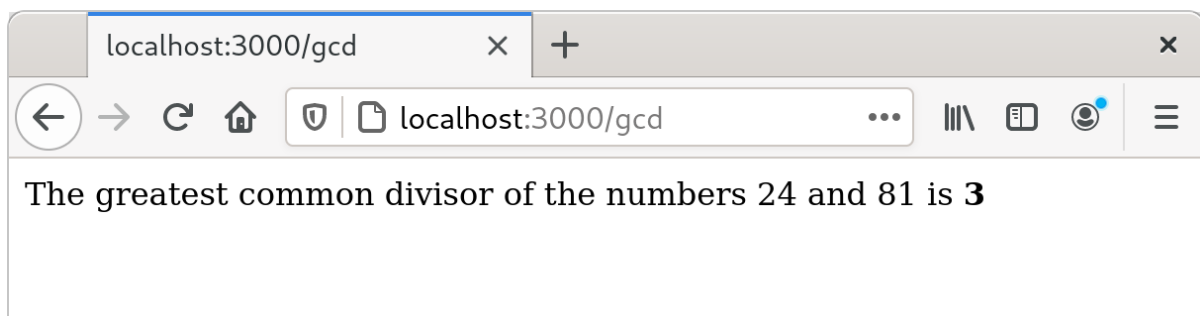 localhost:3000/gcd
localhost:3000/gcd
The greatest common divisor of the numbers 24 and 81 is 3